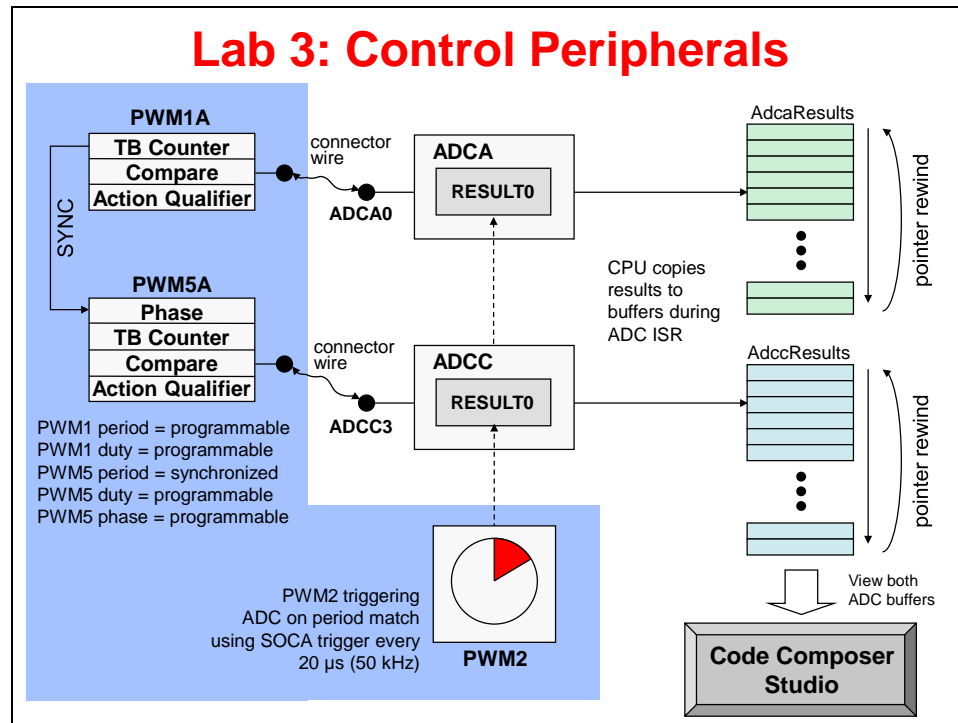 Lab 3: Control Peripherals
PWM1A
TB Counter
Compare
Action Qualifier
SYNC
connector
wire
ADCA0
ADCA
RESULT0
AdcaResults
pointer rewind
PWM5A
Phase
TB Counter
Compare
Action Qualifier
connector
wire
ADCC3
ADCC
RESULT0
CPU copies
results to
buffers during
ADC ISR
AdccResults
pointer rewind
PWM1 period = programmable
PWM1 duty = programmable
PWM5 period = synchronized
PWM5 duty = programmable
PWM5 phase = programmable
PWM2 triggering
ADC on period match
using SOCA trigger every
20 µs (50 kHz)
PWM2
View both
ADC buffers
Code Composer
Studio